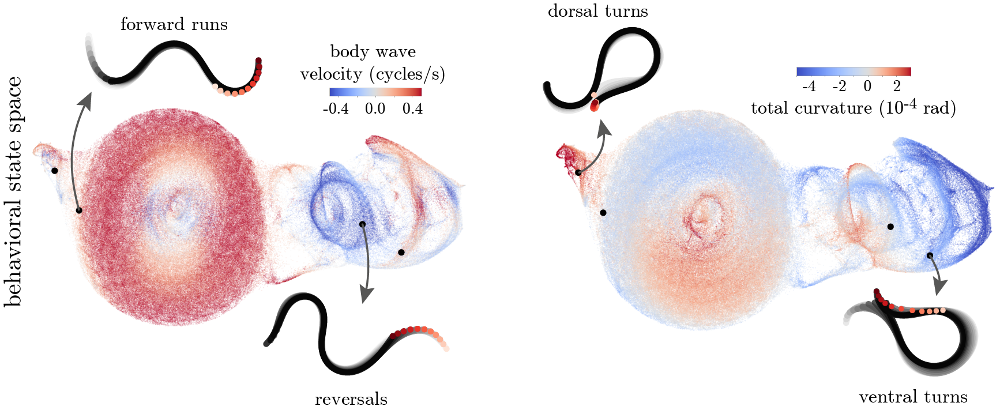 behavioral state space
forward runs
body wave
velocity (cycles/s)
-0.4 0.0 0.4
reversals
dorsal turns
-4 -2 0 2
total curvature (10-4 rad)
ventral turns